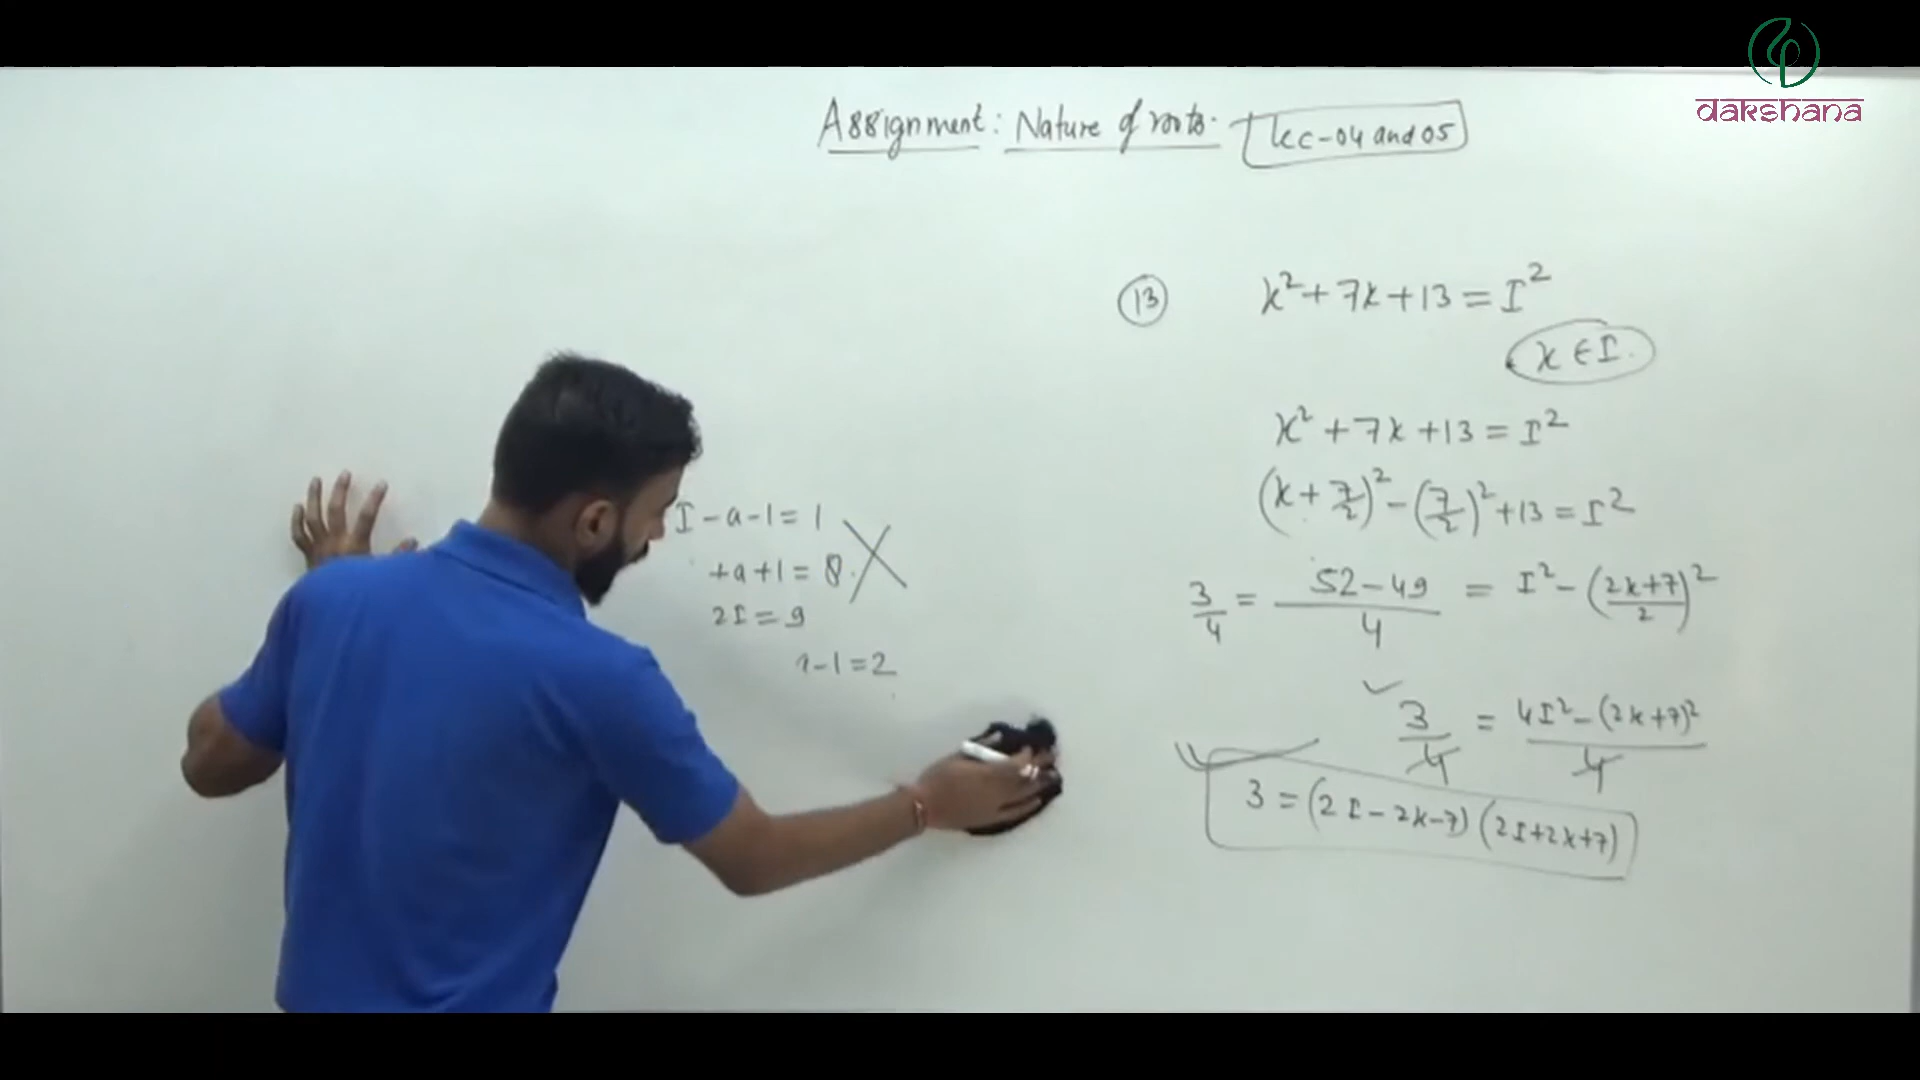 dakshana
Assignment: Nature of roots. Lec-04 and 05
I-a-1=1
+a+1=8.
2I=9
-1=2
(13) x²+7x+13=I²
x∈I.
x²+7x+13=I²
(x+7/2)²-(7/2)²+13=I²
3/4=(52-49)/4=I²-((2x+7)/2)²
3/4=(4I²-(2x+7)²)/4
3=(2I-2x-7)(2I+2x+7)